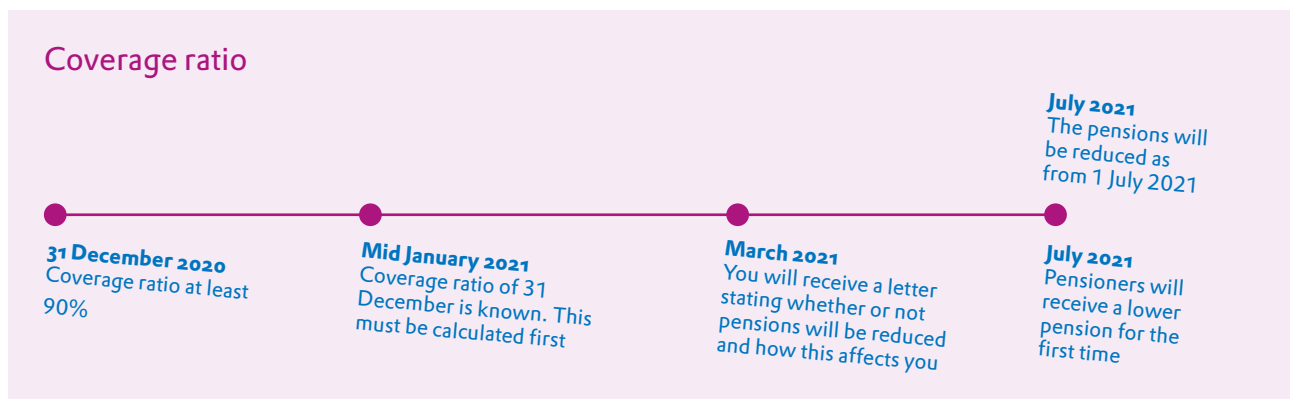 Coverage ratio
July 2021
The pensions will
be reduced as
from 1 July 2021
31 December 2020
Coverage ratio at least
90%
Mid January 2021
Coverage ratio of 31
December is known. This
must be calculated first
March 2021
You will receive a letter
stating whether or not
pensions will be reduced
and how this affects you
July 2021
Pensioners will
receive a lower
pension for the
first time